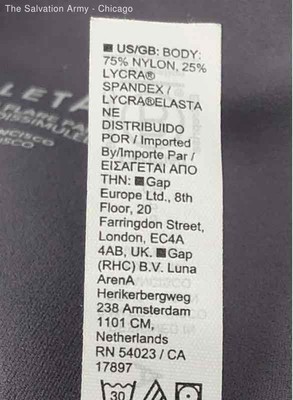 The Salvation Army - Chicago
LETA
■ US/GB: BODY:
75% NYLON, 25%
LYCRA®
SPANDEX /
LYCRA®ELASTA
NE
DISTRIBUIDO
POR / Imported
By/Importe Par /
ΕΙΣΑΓΕΤΑΙ ΑΠΟ
ΤΗΝ: ■Gap
Europe Ltd., 8th
Floor, 20
Farringdon Street,
London, EC4A
4AB, UK. ■Gap
(RHC) B.V. Luna
ArenA
Herikerbergweg
238 Amsterdam
1101 CM,
Netherlands
RN 54023 / CA
17897
30